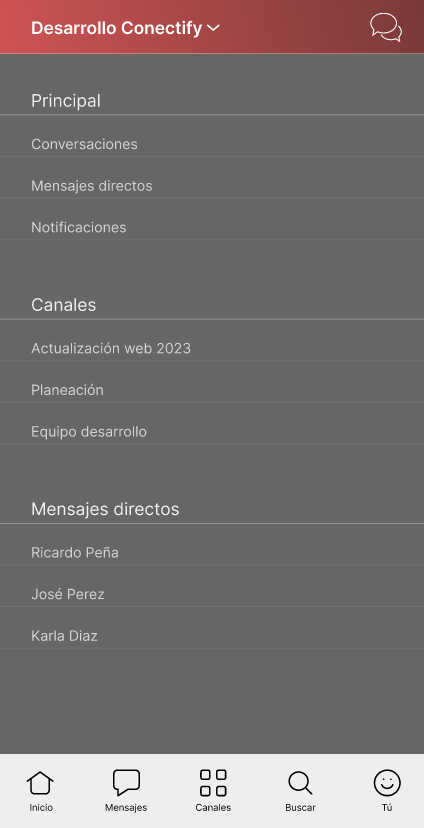 Desarrollo Conectify
Principal
Conversaciones
Mensajes directos
Notificaciones
Canales
Actualización web 2023
Planeación
Equipo desarrollo
Mensajes directos
Ricardo Peña
José Perez
Karla Diaz
Inicio
Mensajes
Canales
Buscar
Tú